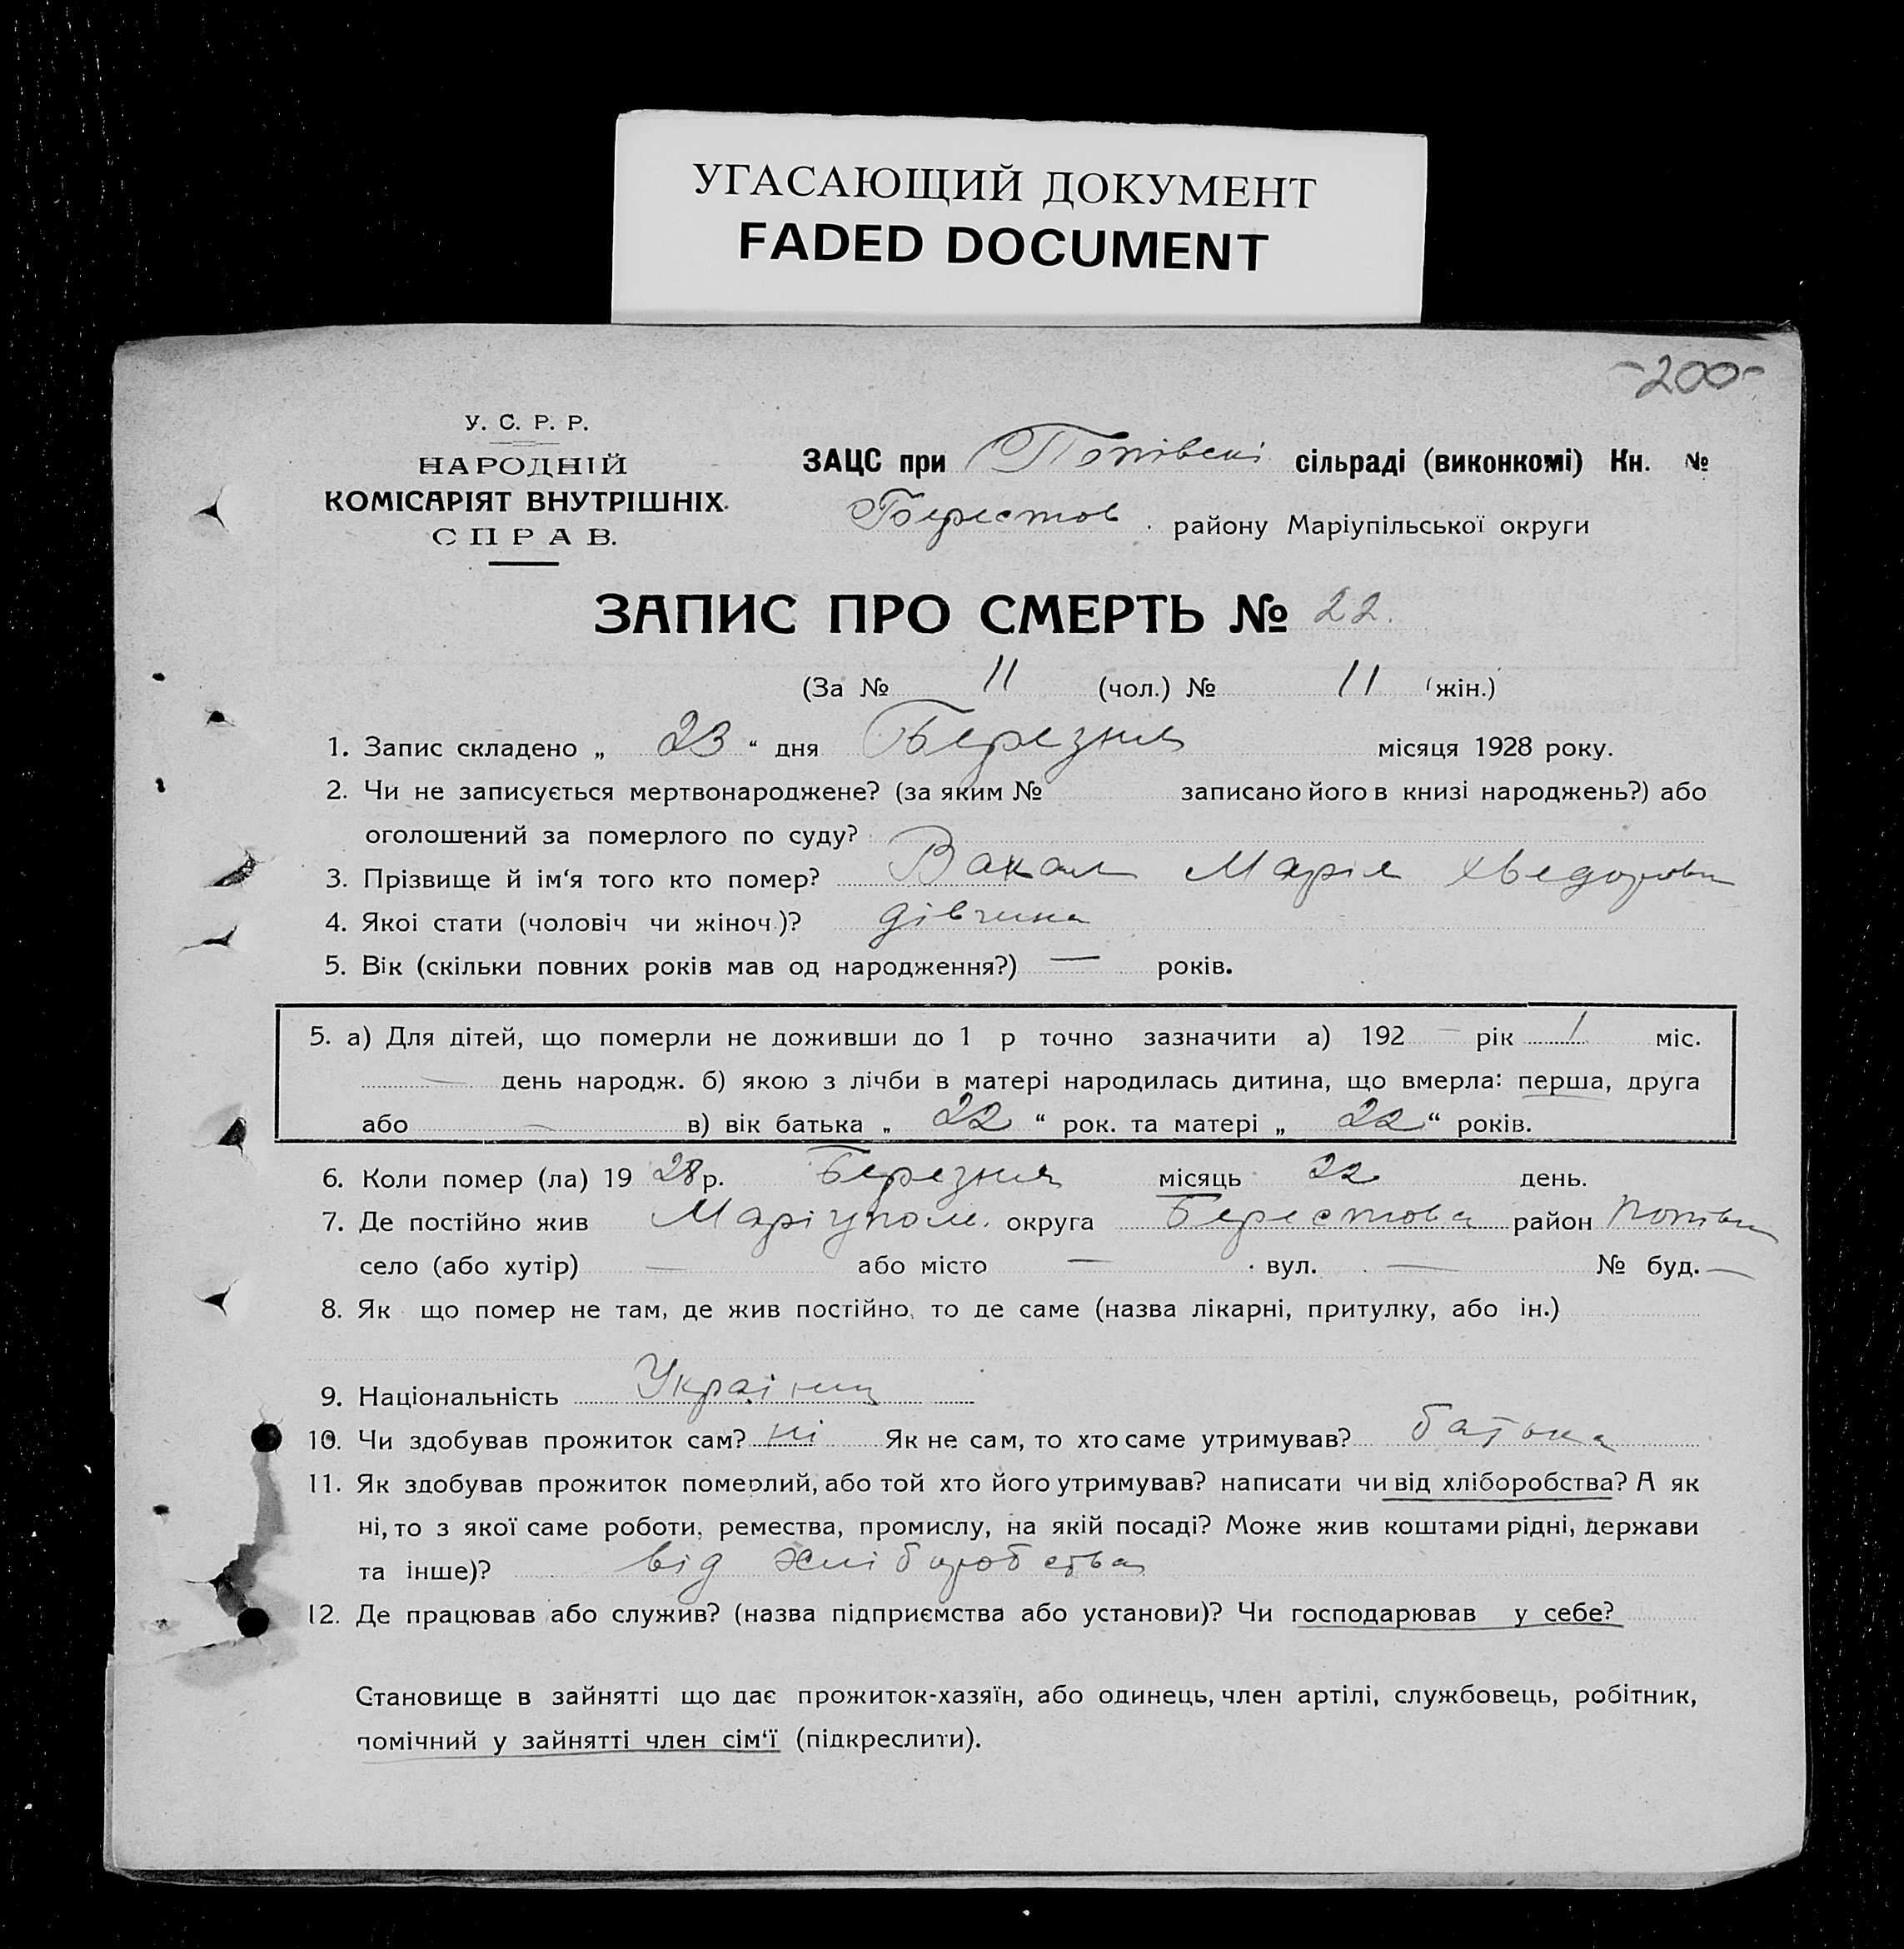 УГАСАЮЩИЙ ДОКУМЕНТ
FADED DOCUMENT
-200-
У. С. Р. Р.
НАРОДНІЙ
КОМІСАРІЯТ ВНУТРІШНІХ
СПРАВ.
ЗАЦС при Попівські сільраді (виконкомі) Кн. №
Берестов. району Маріупільської округи
ЗАПИС ПРО СМЕРТЬ № 22.
(За № 11 (чол.) № 11 (жін.)
1. Запис складено „ 23 “ дня Березня місяця 1928 року.
2. Чи не записується мертвонароджене? (за яким № записано його в книзі народжень?) або
оголошений за померлого по суду?
3. Прізвище й ім‘я того кто помер? Вакал Марія Хведоровн
4. Якоі стати (чоловіч чи жіноч.)? дівчина
5. Вік (скільки повних років мав од народження?) — років.
5. а) Для дітей, що померли не доживши до 1 р точно зазначити а) 192 — рік 1 міс.
— день народж. б) якою з лічби в матері народилась дитина, що вмерла: перша, друга
або — в) вік батька „ 22 “ рок. та матері „ 22 “ років.
6. Коли помер (ла) 19 28 р. Березня місяць 22 день.
7. Де постійно жив Маріупол. округа Берестова район Попівка
село (або хутір) — або місто — вул. — № буд. —
8. Як що помер не там, де жив постійно, то де саме (назва лікарні, притулку, або ін.)
9. Національність Украінец
10. Чи здобував прожиток сам? ні Як не сам, то хто саме утримував? батька
11. Як здобував прожиток померлий, або той хто його утримував? написати чи від хліборобства? А як
ні, то з якої саме роботи, ремества, промислу, на якій посаді? Може жив коштами рідні, держави
та інше)? від хліборобства
12. Де працював або служив? (назва підприємства або установи)? Чи господарював у себе?
Становище в зайнятті що дає прожиток-хазяїн, або одинець, член артілі, службовець, робітник,
помічний у зайнятті член сім‘ї (підкреслити).